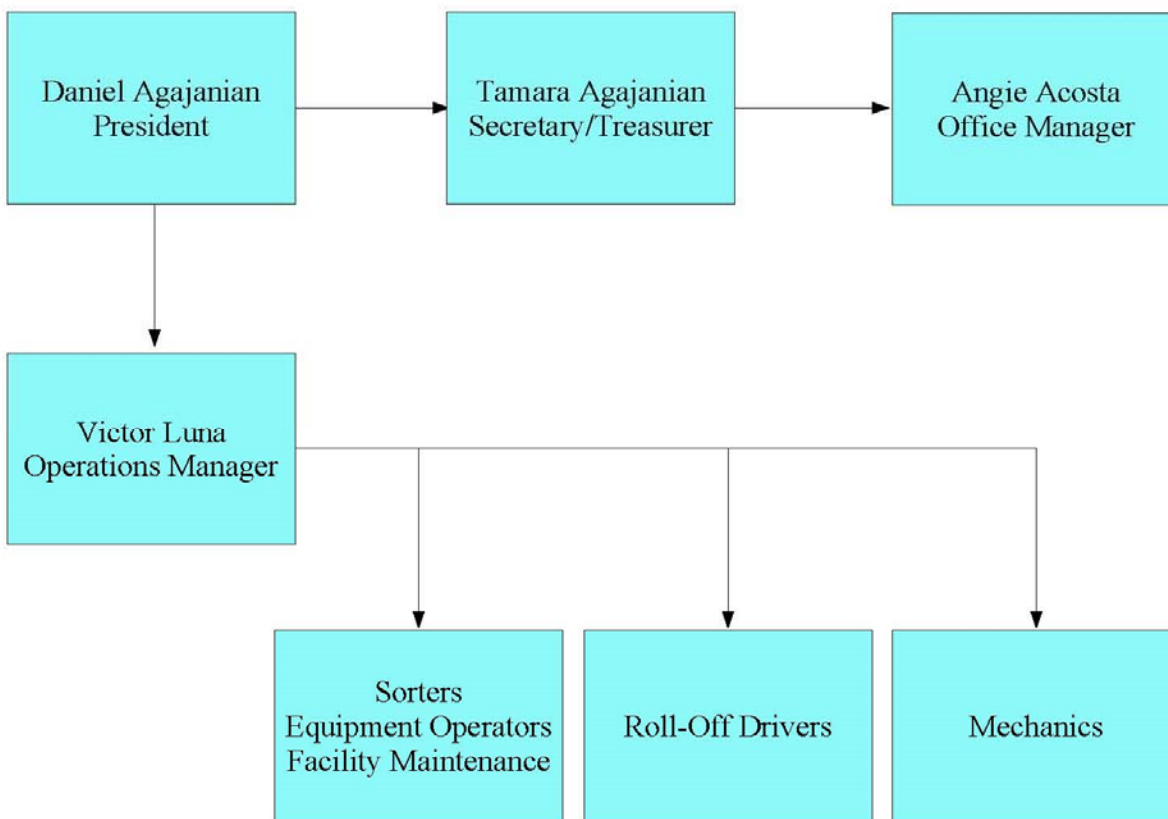 Daniel Agajanian
President
Tamara Agajanian
Secretary/Treasurer
Angie Acosta
Office Manager
Victor Luna
Operations Manager
Sorters
Equipment Operators
Facility Maintenance
Roll-Off Drivers
Mechanics